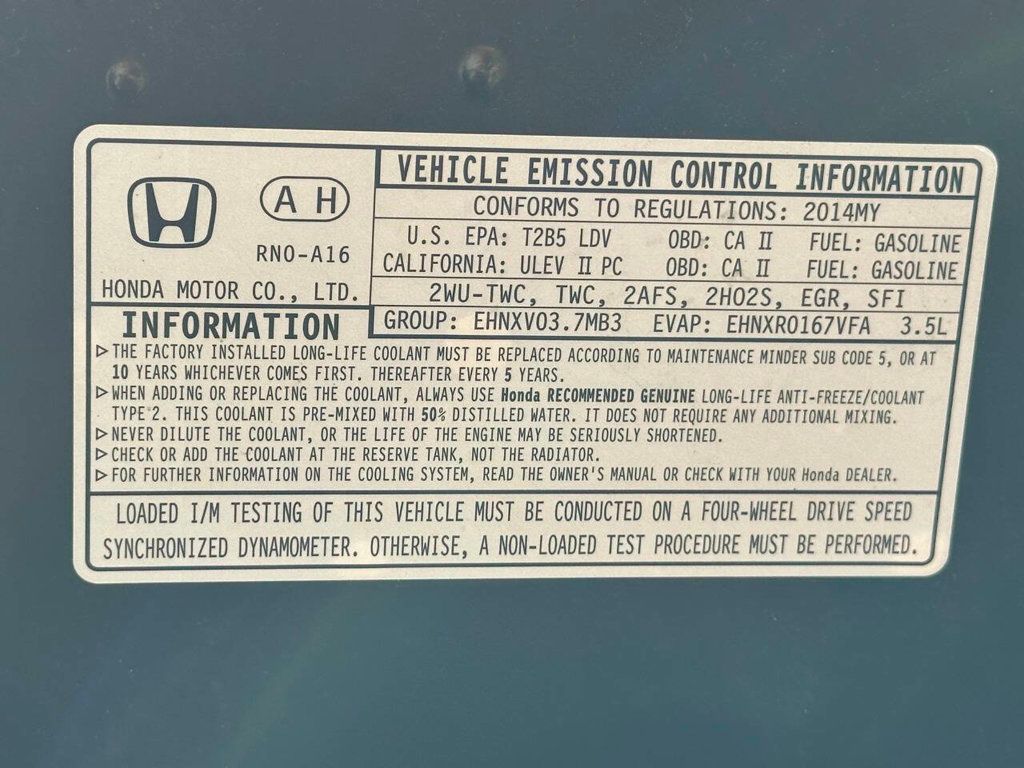 A H
RN0-A16
HONDA MOTOR CO., LTD.
VEHICLE EMISSION CONTROL INFORMATION
CONFORMS TO REGULATIONS: 2014MY
U.S. EPA: T2B5 LDV OBD: CA II FUEL: GASOLINE
CALIFORNIA: ULEV II PC OBD: CA II FUEL: GASOLINE
2WU-TWC, TWC, 2AFS, 2HO2S, EGR, SFI
GROUP: EHNXV03.7MB3 EVAP: EHNXR0167VFA 3.5L
INFORMATION
▷THE FACTORY INSTALLED LONG-LIFE COOLANT MUST BE REPLACED ACCORDING TO MAINTENANCE MINDER SUB CODE 5, OR AT
10 YEARS WHICHEVER COMES FIRST. THEREAFTER EVERY 5 YEARS.
▷WHEN ADDING OR REPLACING THE COOLANT, ALWAYS USE Honda RECOMMENDED GENUINE LONG-LIFE ANTI-FREEZE/COOLANT
TYPE 2. THIS COOLANT IS PRE-MIXED WITH 50% DISTILLED WATER. IT DOES NOT REQUIRE ANY ADDITIONAL MIXING.
▷NEVER DILUTE THE COOLANT, OR THE LIFE OF THE ENGINE MAY BE SERIOUSLY SHORTENED.
▷CHECK OR ADD THE COOLANT AT THE RESERVE TANK, NOT THE RADIATOR.
▷FOR FURTHER INFORMATION ON THE COOLING SYSTEM, READ THE OWNER'S MANUAL OR CHECK WITH YOUR Honda DEALER.
LOADED I/M TESTING OF THIS VEHICLE MUST BE CONDUCTED ON A FOUR-WHEEL DRIVE SPEED
SYNCHRONIZED DYNAMOMETER. OTHERWISE, A NON-LOADED TEST PROCEDURE MUST BE PERFORMED.